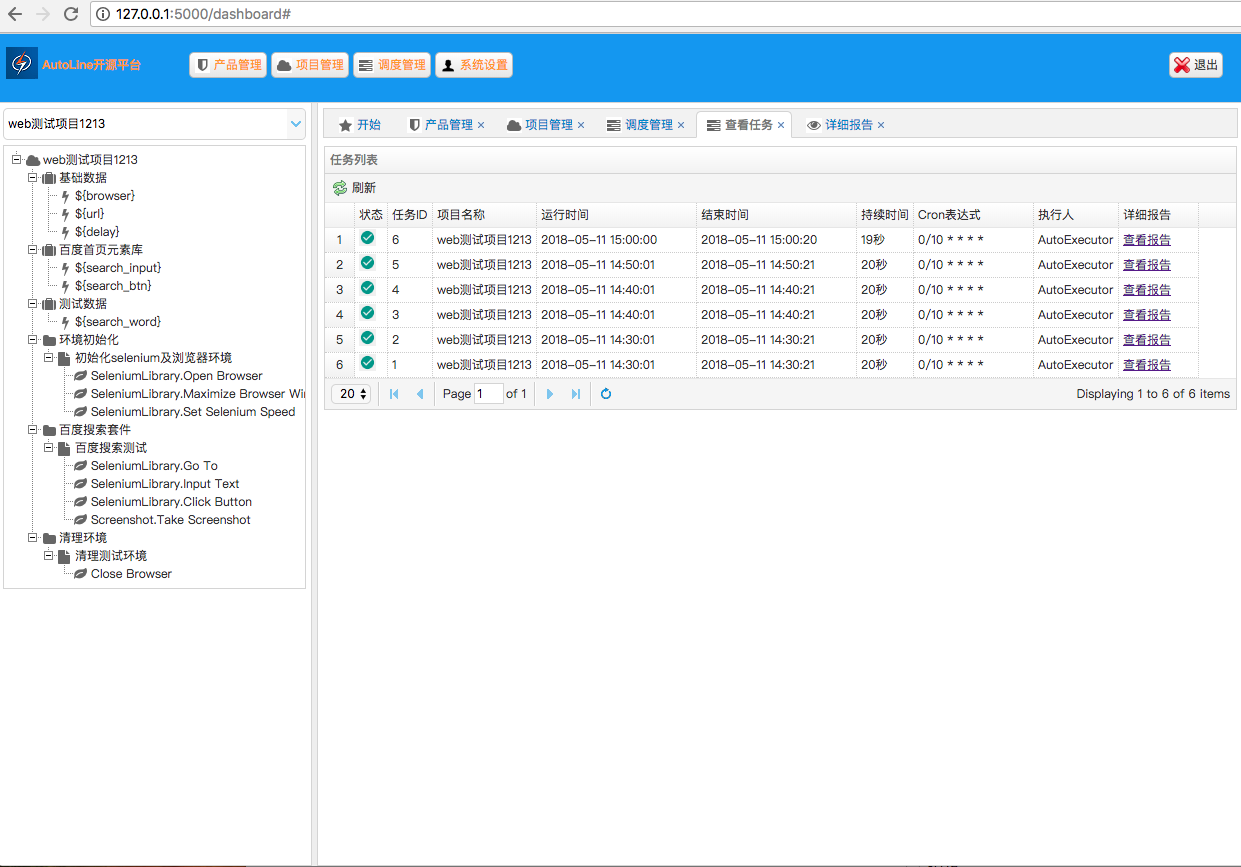 127.0.0.1:5000/dashboard#
AutoLine开源平台 产品管理 项目管理 调度管理 系统设置 退出
web测试项目1213
web测试项目1213
基础数据
${browser}
${url}
${delay}
百度首页元素库
${search_input}
${search_btn}
测试数据
${search_word}
环境初始化
初始化selenium及浏览器环境
SeleniumLibrary.Open Browser
SeleniumLibrary.Maximize Browser Wi
SeleniumLibrary.Set Selenium Speed
百度搜索套件
百度搜索测试
SeleniumLibrary.Go To
SeleniumLibrary.Input Text
SeleniumLibrary.Click Button
Screenshot.Take Screenshot
清理环境
清理测试环境
Close Browser
开始 产品管理 × 项目管理 × 调度管理 × 查看任务 × 详细报告 ×
任务列表
刷新
状态 任务ID 项目名称 运行时间 结束时间 持续时间 Cron表达式 执行人 详细报告
1 6 web测试项目1213 2018-05-11 15:00:00 2018-05-11 15:00:20 19秒 0/10 * * * * AutoExecutor 查看报告
2 5 web测试项目1213 2018-05-11 14:50:01 2018-05-11 14:50:21 20秒 0/10 * * * * AutoExecutor 查看报告
3 4 web测试项目1213 2018-05-11 14:40:01 2018-05-11 14:40:21 20秒 0/10 * * * * AutoExecutor 查看报告
4 3 web测试项目1213 2018-05-11 14:40:01 2018-05-11 14:40:21 20秒 0/10 * * * * AutoExecutor 查看报告
5 2 web测试项目1213 2018-05-11 14:30:01 2018-05-11 14:30:21 20秒 0/10 * * * * AutoExecutor 查看报告
6 1 web测试项目1213 2018-05-11 14:30:01 2018-05-11 14:30:21 20秒 0/10 * * * * AutoExecutor 查看报告
20 Page 1 of 1 Displaying 1 to 6 of 6 items